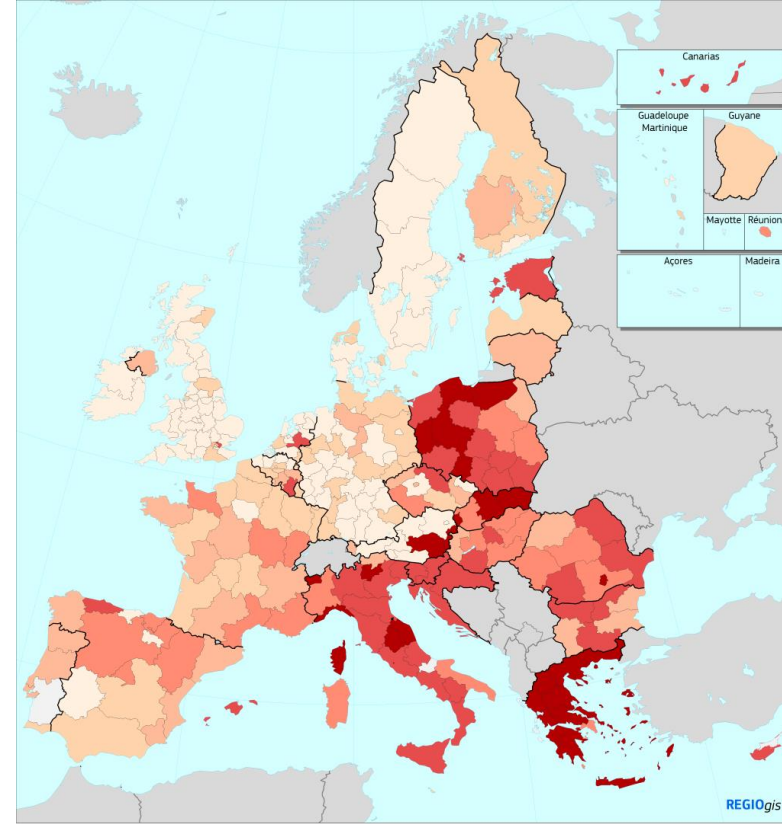 Canarias
Guadeloupe
Martinique
Guyane
Mayotte
Réunion
Açores
Madeira
REGIOgis